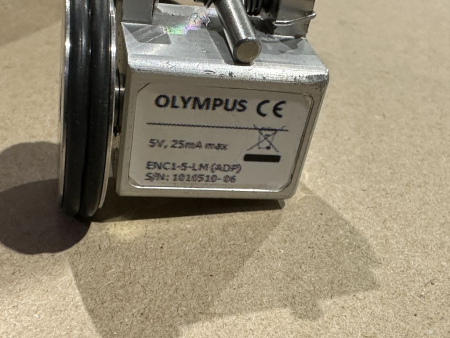 OLYMPUS CE
5V, 25mA max
ENC1-5-LM (ADP)
S/N: 1010510-06